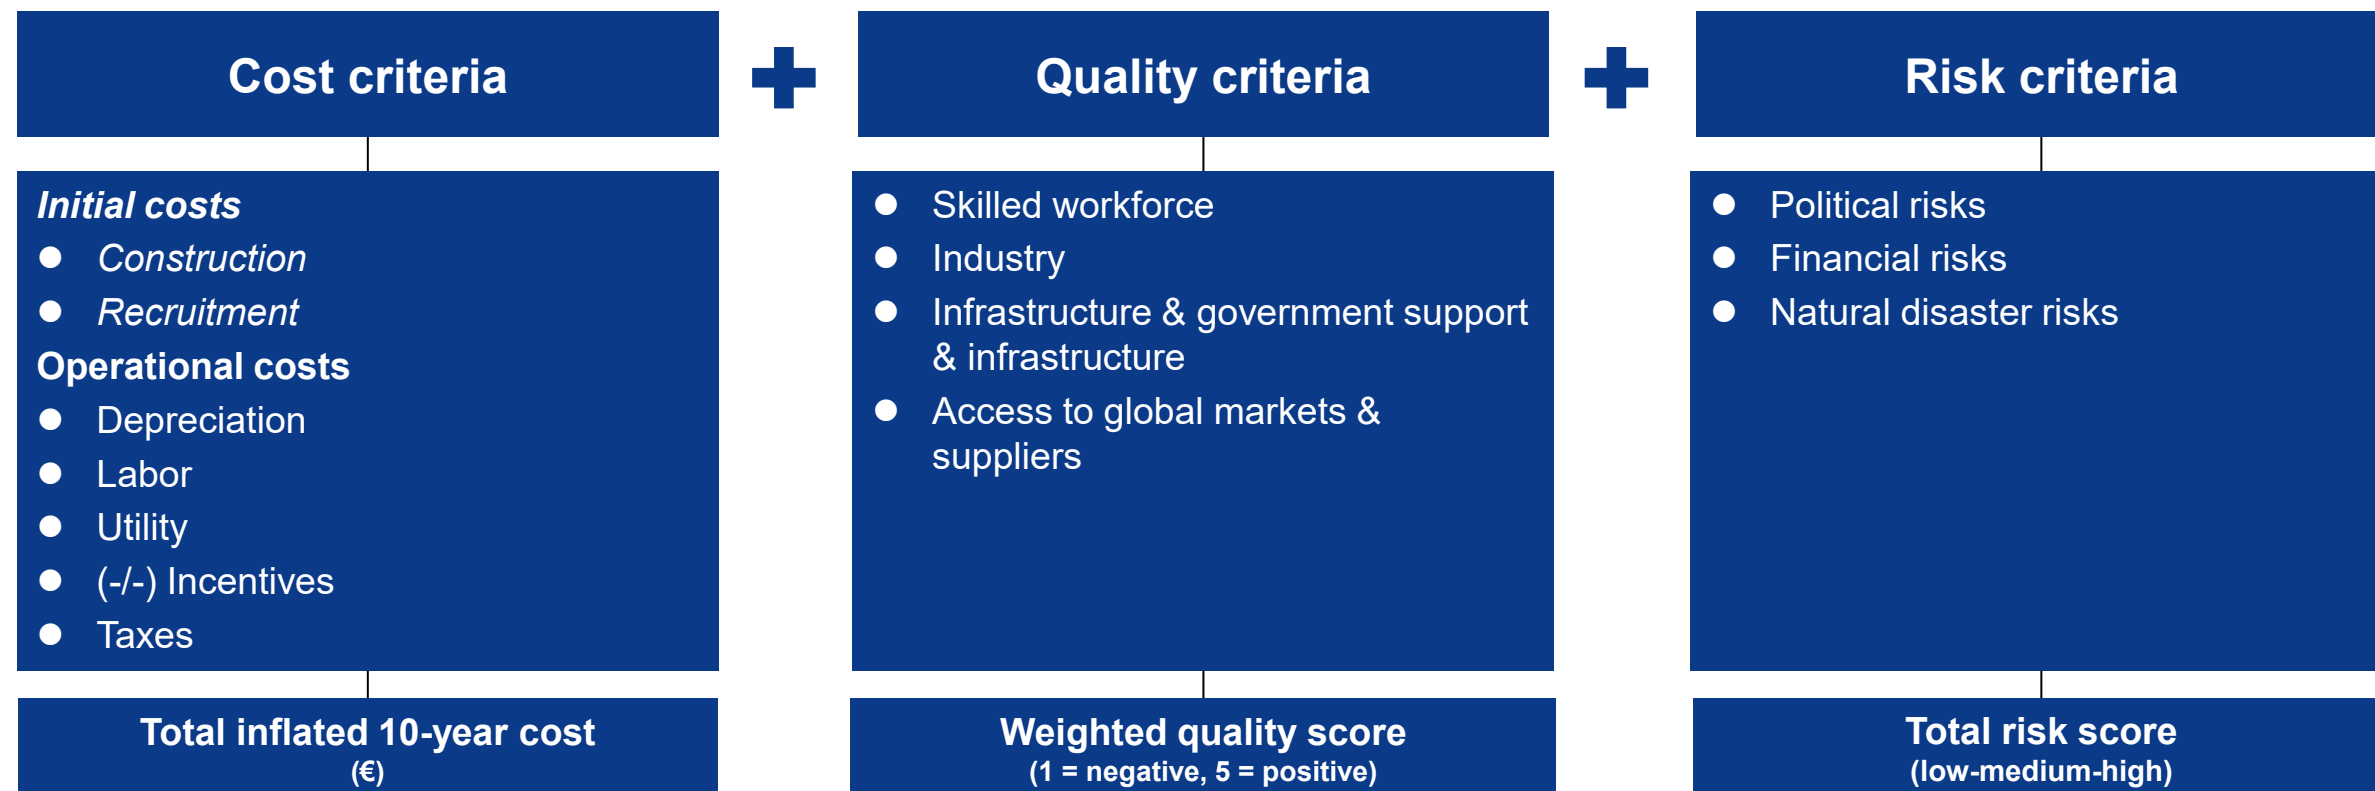 Cost criteria
Quality criteria
Risk criteria
Initial costs
Construction
Recruitment
Operational costs
Depreciation
Labor
Utility
(-/-) Incentives
Taxes
Skilled workforce
Industry
Infrastructure & government support
& infrastructure
Access to global markets &
suppliers
Political risks
Financial risks
Natural disaster risks
Total inflated 10-year cost
(€)
Weighted quality score
(1 = negative, 5 = positive)
Total risk score
(low-medium-high)